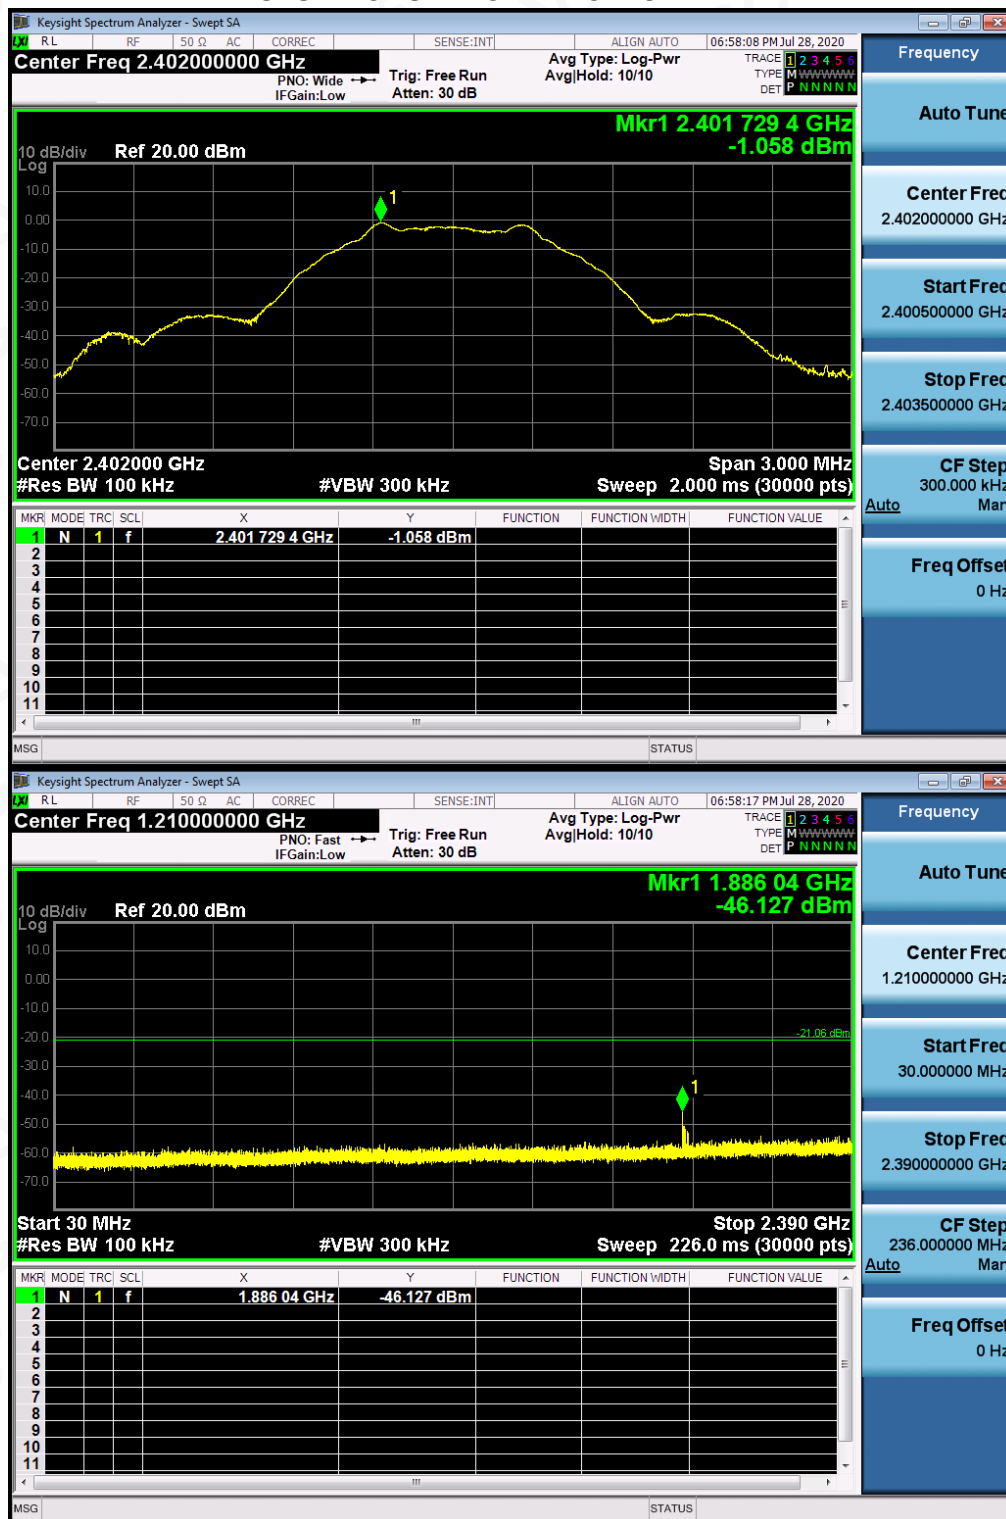 Keysight Spectrum Analyzer - Swept SA
LXI RL RF 50 Ω AC CORREC SENSE:INT ALIGN AUTO 06:58:08 PM Jul 28, 2020
Center Freq 2.402000000 GHz
PNO: Wide
IFGain:Low
Trig: Free Run
Atten: 30 dB
Avg Type: Log-Pwr
Avg|Hold: 10/10
TRACE 1 2 3 4 5 6
TYPE M WWWWW
DET P N N N N N
Mkr1 2.401 729 4 GHz
-1.058 dBm
10 dB/div Ref 20.00 dBm
Log
10.0
0.00
-10.0
-20.0
-30.0
-40.0
-50.0
-60.0
-70.0
1
Center 2.402000 GHz Span 3.000 MHz
#Res BW 100 kHz #VBW 300 kHz Sweep 2.000 ms (30000 pts)
MKR MODE TRC SCL X Y FUNCTION FUNCTION WIDTH FUNCTION VALUE
1 N 1 f 2.401 729 4 GHz -1.058 dBm
2
3
4
5
6
7
8
9
10
11
MSG STATUS
Frequency
Auto Tune
Center Freq
2.402000000 GHz
Start Freq
2.400500000 GHz
Stop Freq
2.403500000 GHz
CF Step
300.000 kHz
Auto Man
Freq Offset
0 Hz
Keysight Spectrum Analyzer - Swept SA
LXI RL RF 50 Ω AC CORREC SENSE:INT ALIGN AUTO 06:58:17 PM Jul 28, 2020
Center Freq 1.210000000 GHz
PNO: Fast
IFGain:Low
Trig: Free Run
Atten: 30 dB
Avg Type: Log-Pwr
Avg|Hold: 10/10
TRACE 1 2 3 4 5 6
TYPE M WWWWW
DET P N N N N N
Mkr1 1.886 04 GHz
-46.127 dBm
10 dB/div Ref 20.00 dBm
Log
10.0
0.00
-10.0
-20.0
-30.0
-40.0
-50.0
-60.0
-70.0
-21.06 dBm
1
Start 30 MHz Stop 2.390 GHz
#Res BW 100 kHz #VBW 300 kHz Sweep 226.0 ms (30000 pts)
MKR MODE TRC SCL X Y FUNCTION FUNCTION WIDTH FUNCTION VALUE
1 N 1 f 1.886 04 GHz -46.127 dBm
2
3
4
5
6
7
8
9
10
11
MSG STATUS
Frequency
Auto Tune
Center Freq
1.210000000 GHz
Start Freq
30.000000 MHz
Stop Freq
2.390000000 GHz
CF Step
236.000000 MHz
Auto Man
Freq Offset
0 Hz